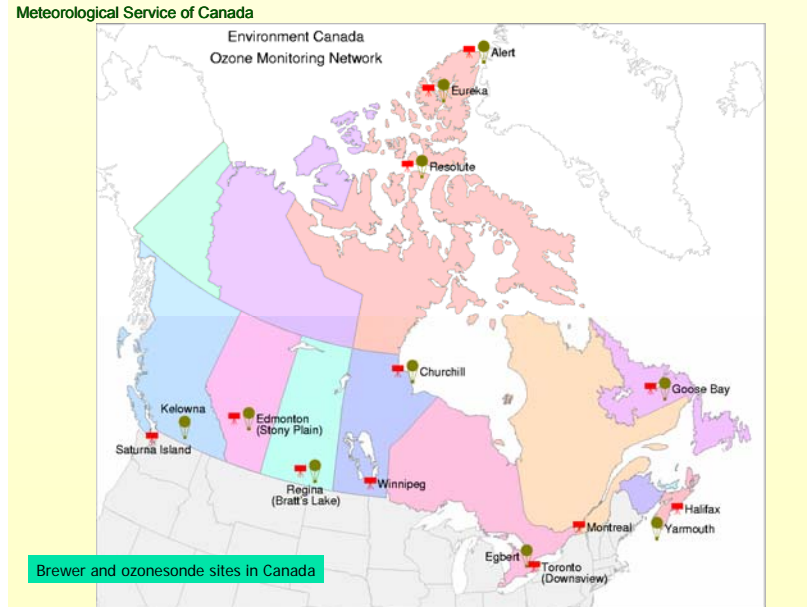 Meteorological Service of Canada
Environment Canada
Ozone Monitoring Network
Alert
Eureka
Resolute
Churchill
Goose Bay
Kelowna
Edmonton
(Stony Plain)
Saturna Island
Regina
(Bratt's Lake)
Winnipeg
Halifax
Montreal
Yarmouth
Egbert
Toronto
(Downsview)
Brewer and ozonesonde sites in Canada